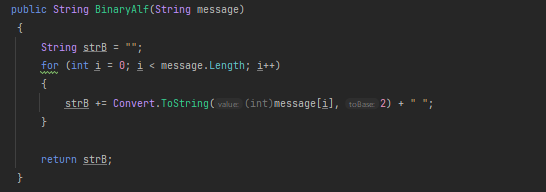 public String BinaryAlf(String message)
{
String strB = "";
for (int i = 0; i < message.Length; i++)
{
strB += Convert.ToString( value: (int)message[i], toBase: 2) + " ";
}
return strB;
}